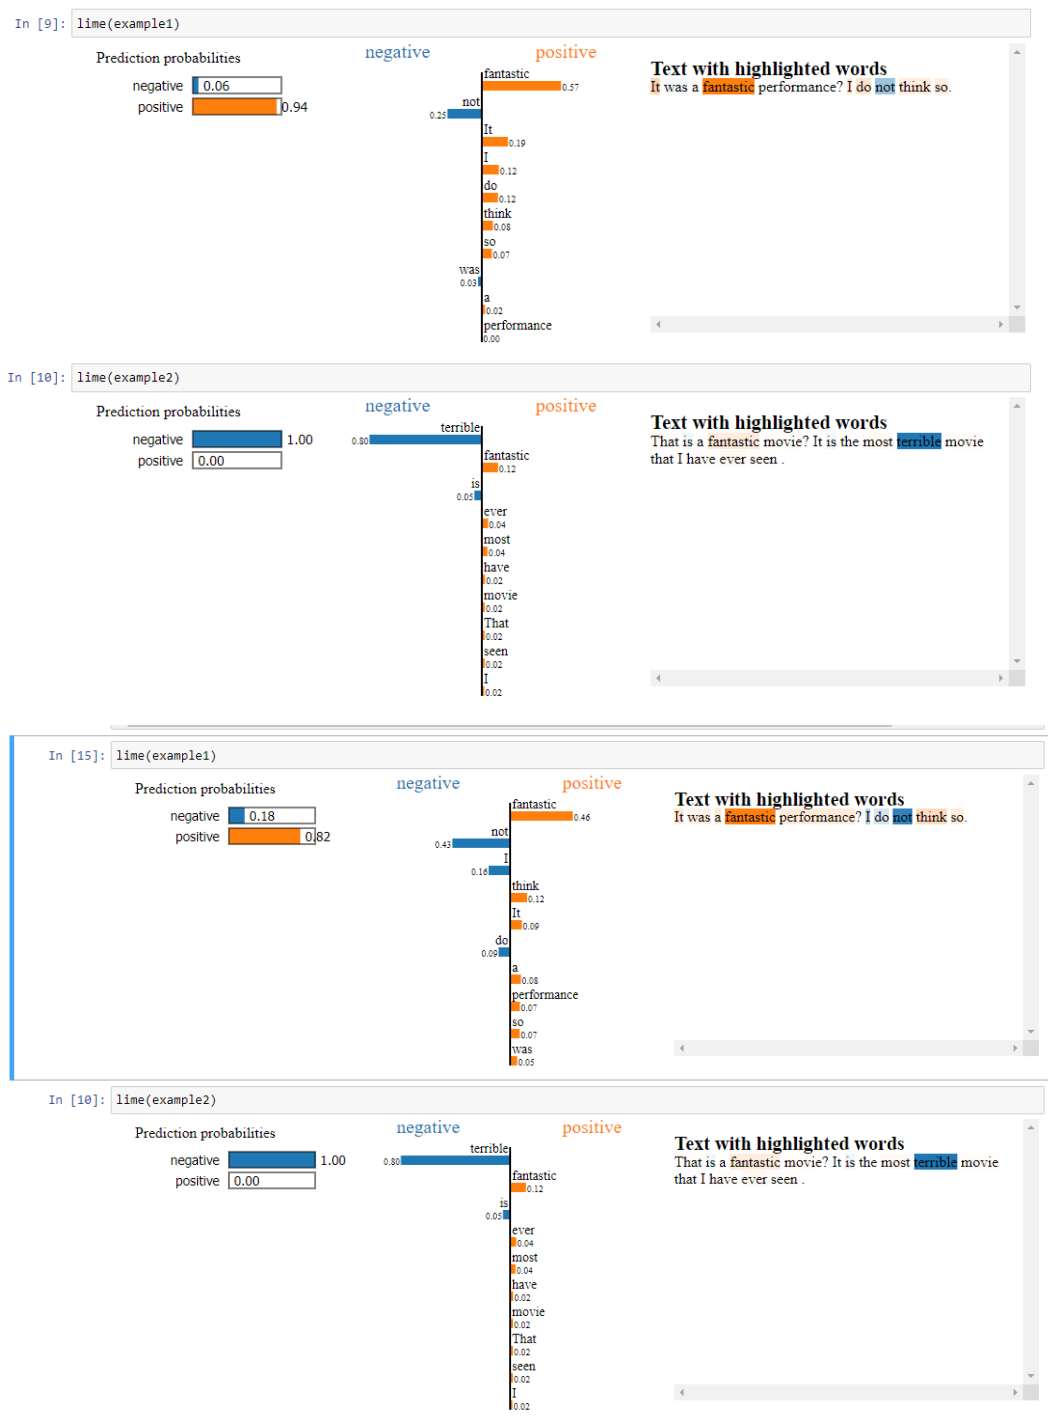 In [9]: lime(example1)
Prediction probabilities
negative 0.06
positive 0.94
negative positive
fantastic
0.57
not
0.25
It
0.19
I
0.12
do
0.12
think
0.08
so
0.07
was
0.03
a
0.02
performance
0.00
Text with highlighted words
It was a fantastic performance? I do not think so.
In [10]: lime(example2)
Prediction probabilities
negative 1.00
positive 0.00
negative positive
terrible
0.80
fantastic
0.12
is
0.05
ever
0.04
most
0.04
have
0.02
movie
0.02
That
0.02
seen
0.02
I
0.02
Text with highlighted words
That is a fantastic movie? It is the most terrible movie
that I have ever seen .
In [15]: lime(example1)
Prediction probabilities
negative 0.18
positive 0.82
negative positive
fantastic
0.46
not
0.43
I
0.16
think
0.12
It
0.09
do
0.09
a
0.08
performance
0.07
so
0.07
was
0.05
Text with highlighted words
It was a fantastic performance? I do not think so.
In [10]: lime(example2)
Prediction probabilities
negative 1.00
positive 0.00
negative positive
terrible
0.80
fantastic
0.12
is
0.05
ever
0.04
most
0.04
have
0.02
movie
0.02
That
0.02
seen
0.02
I
0.02
Text with highlighted words
That is a fantastic movie? It is the most terrible movie
that I have ever seen .